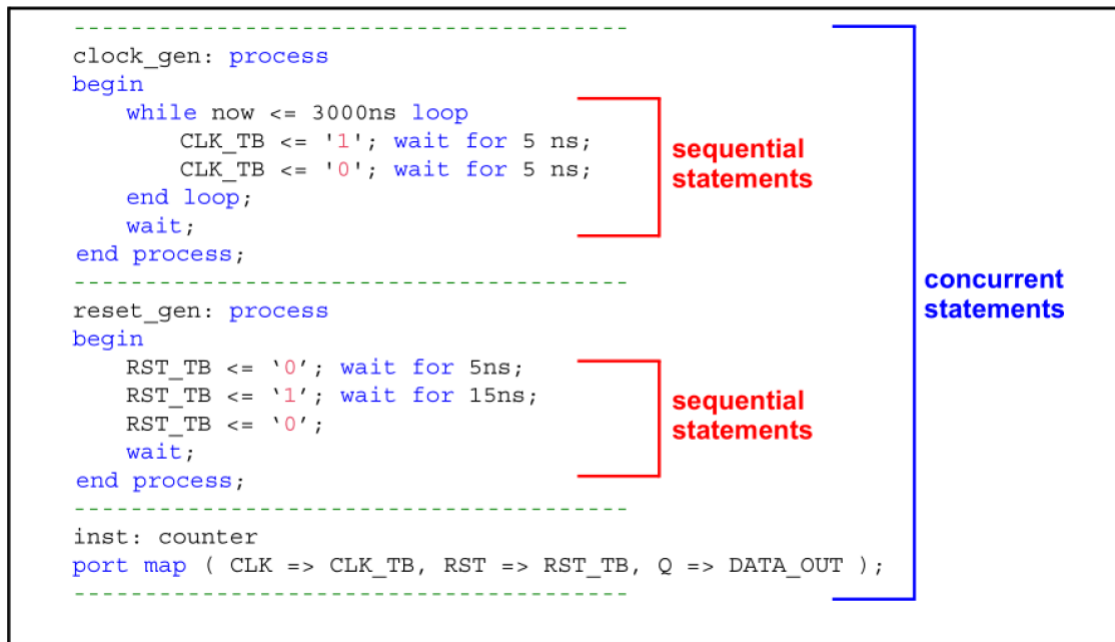 ----------------------------------------
clock_gen: process
begin
while now <= 3000ns loop
CLK_TB <= '1'; wait for 5 ns;
CLK_TB <= '0'; wait for 5 ns;
end loop;
wait;
end process;
sequential
statements
----------------------------------------
reset_gen: process
begin
RST_TB <= ‘0’; wait for 5ns;
RST_TB <= ‘1’; wait for 15ns;
RST_TB <= ‘0’;
wait;
end process;
sequential
statements
----------------------------------------
inst: counter
port map ( CLK => CLK_TB, RST => RST_TB, Q => DATA_OUT );
----------------------------------------
concurrent
statements